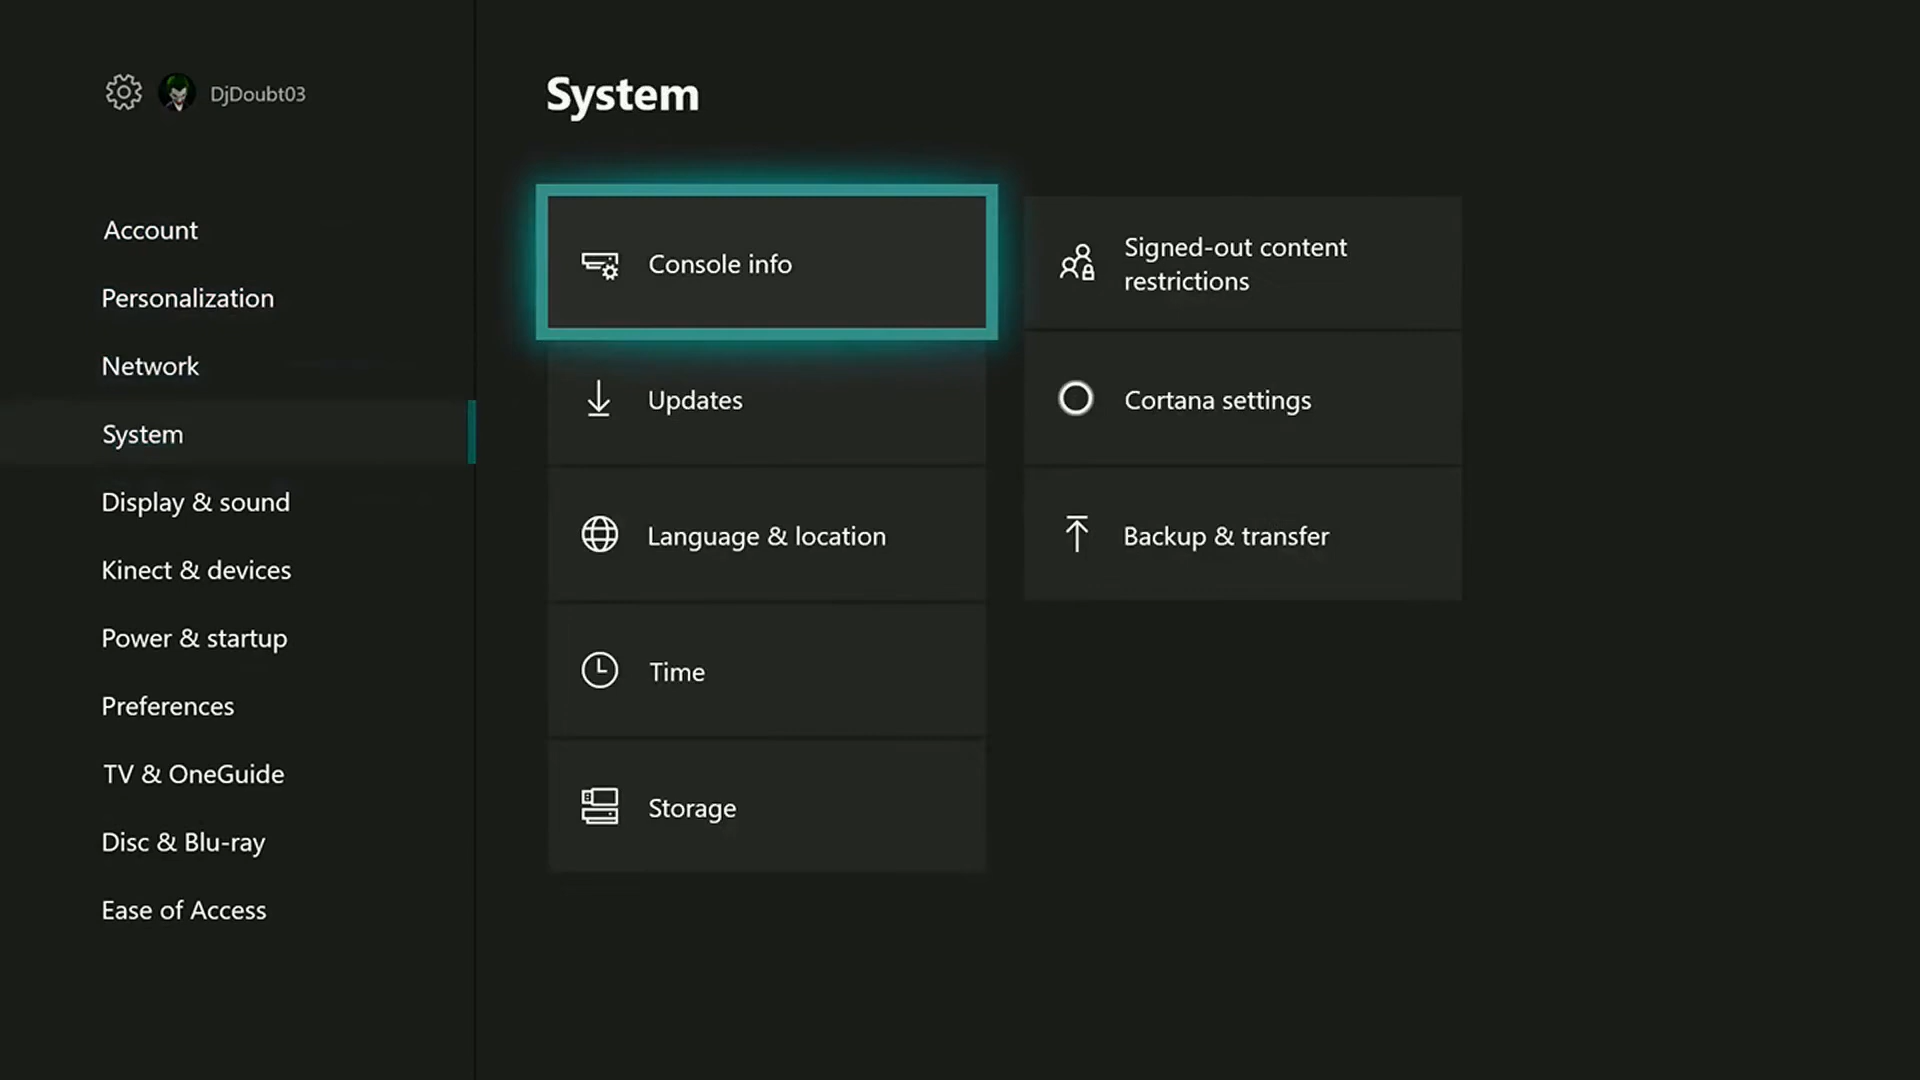 DjDoubt03
Account
Personalization
Network
System
Display & sound
Kinect & devices
Power & startup
Preferences
TV & OneGuide
Disc & Blu-ray
Ease of Access
System
Console info
Updates
Language & location
Time
Storage
Signed-out content
restrictions
Cortana settings
Backup & transfer